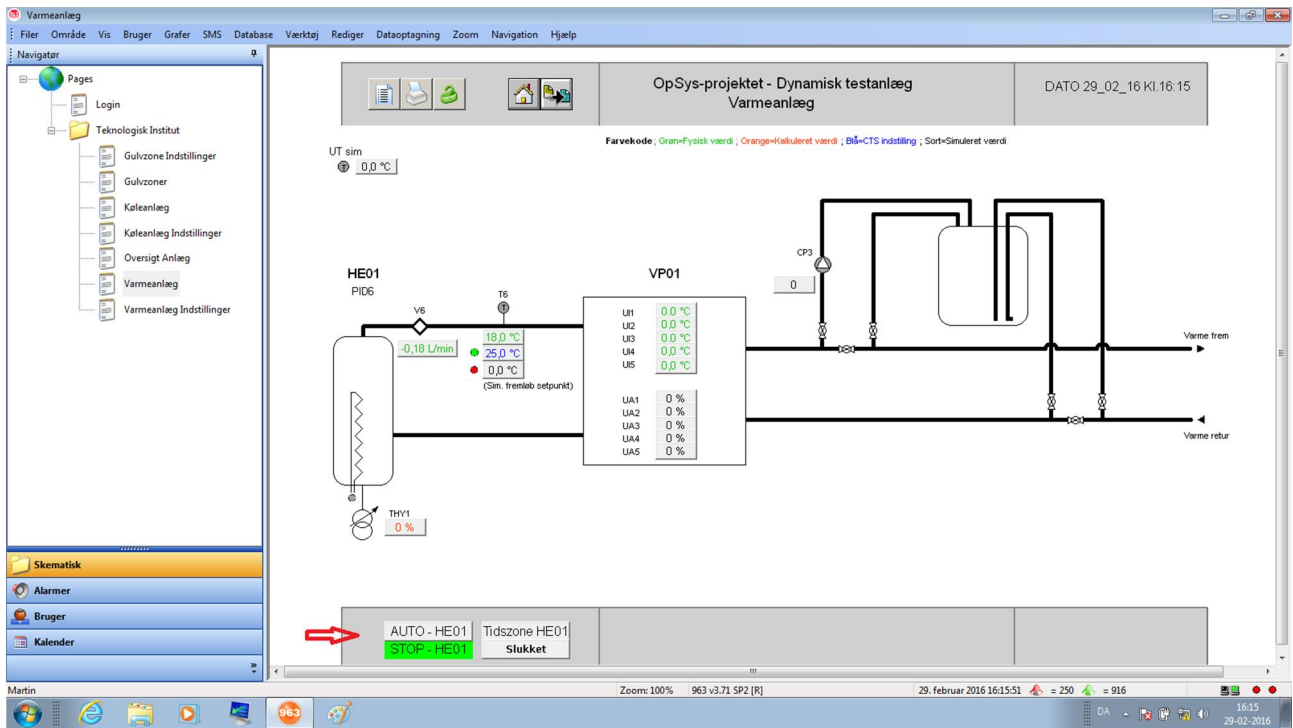 Varmeanlæg
Filer Område Vis Bruger Grafer SMS Database Værktøj Rediger Dataoptagning Zoom Navigation Hjælp
Navigatør
Pages
Login
Teknologisk Institut
Gulvzone Indstillinger
Gulvzoner
Køleanlæg
Køleanlæg Indstillinger
Oversigt Anlæg
Varmeanlæg
Varmeanlæg Indstillinger
Skematisk
Alarmer
Bruger
Kalender
OpSys-projektet - Dynamisk testanlæg
Varmeanlæg
DATO 29_02_16 Kl.16:15
Farvekode ; Grøn=Fysisk værdi ; Orange=Kalkuleret værdi ; Blå=CTS indstilling ; Sort=Simuleret værdi
UT sim
T 0,0 °C
HE01
PID6
V6
-0,18 L/min
T6
T
18,0 °C
25,0 °C
0,0 °C
(Sim. fremløb setpunkt)
THY1
0 %
VP01
UI1 0,0 °C
UI2 0,0 °C
UI3 0,0 °C
UI4 0,0 °C
UI5 0,0 °C
UA1 0 %
UA2 0 %
UA3 0 %
UA4 0 %
UA5 0 %
CP3
0
Varme frem
Varme retur
AUTO - HE01 Tidszone HE01
STOP - HE01 Slukket
Martin Zoom: 100% 963 v3.71 SP2 [R] 29. februar 2016 16:15:51 = 250 = 916
963
DA 16:15
29-02-2016